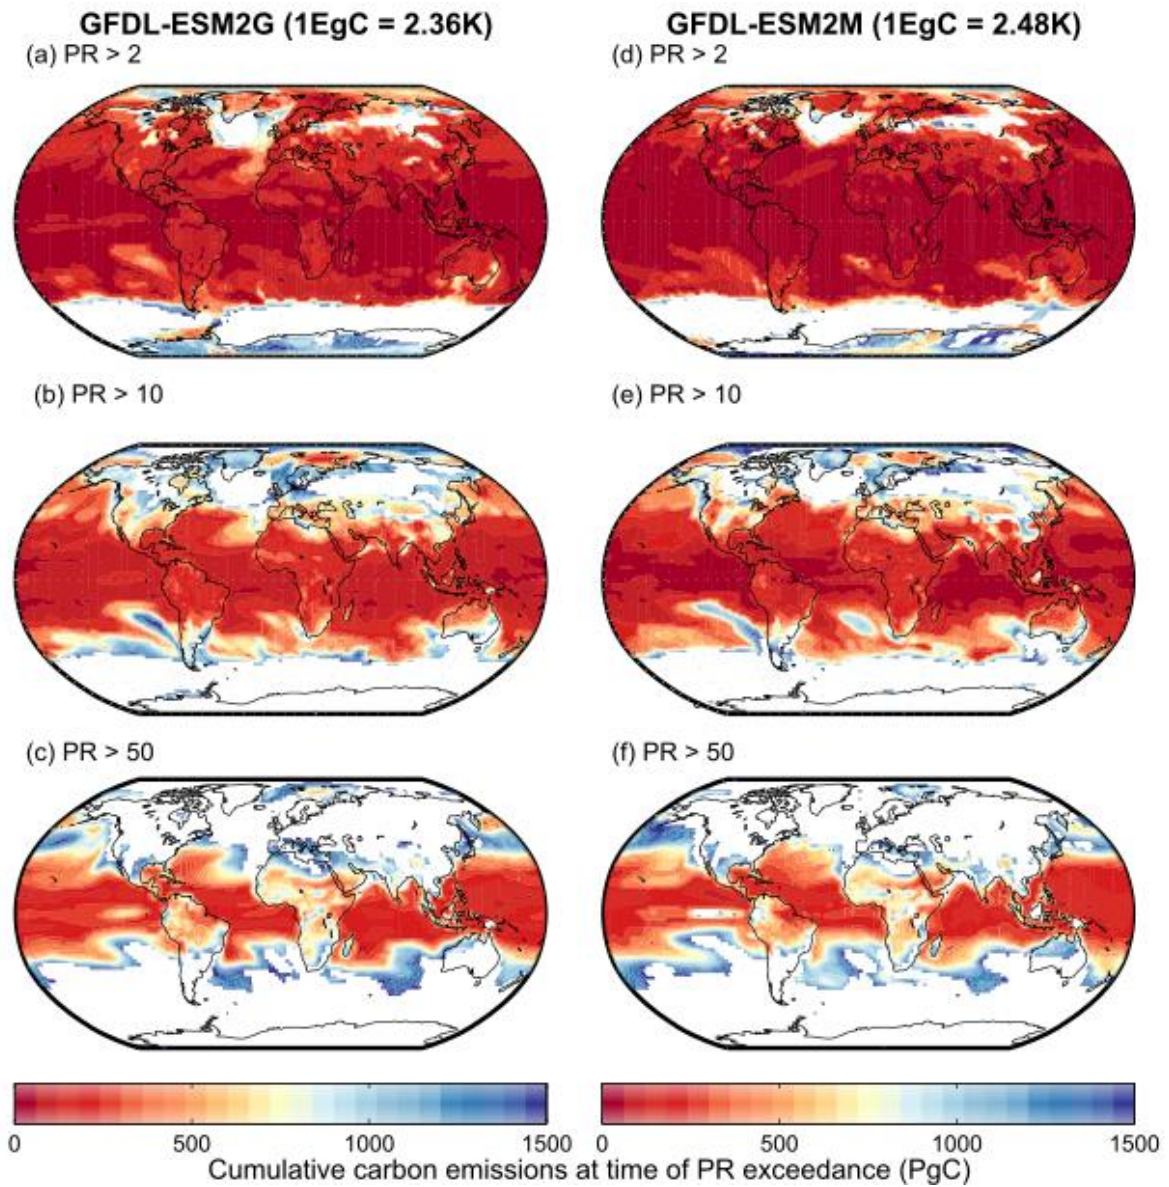 GFDL-ESM2G (1EgC = 2.36K)
GFDL-ESM2M (1EgC = 2.48K)
(a) PR > 2
(d) PR > 2
(b) PR > 10
(e) PR > 10
(c) PR > 50
(f) PR > 50
0 500 1000 1500
0 500 1000 1500
Cumulative carbon emissions at time of PR exceedance (PgC)